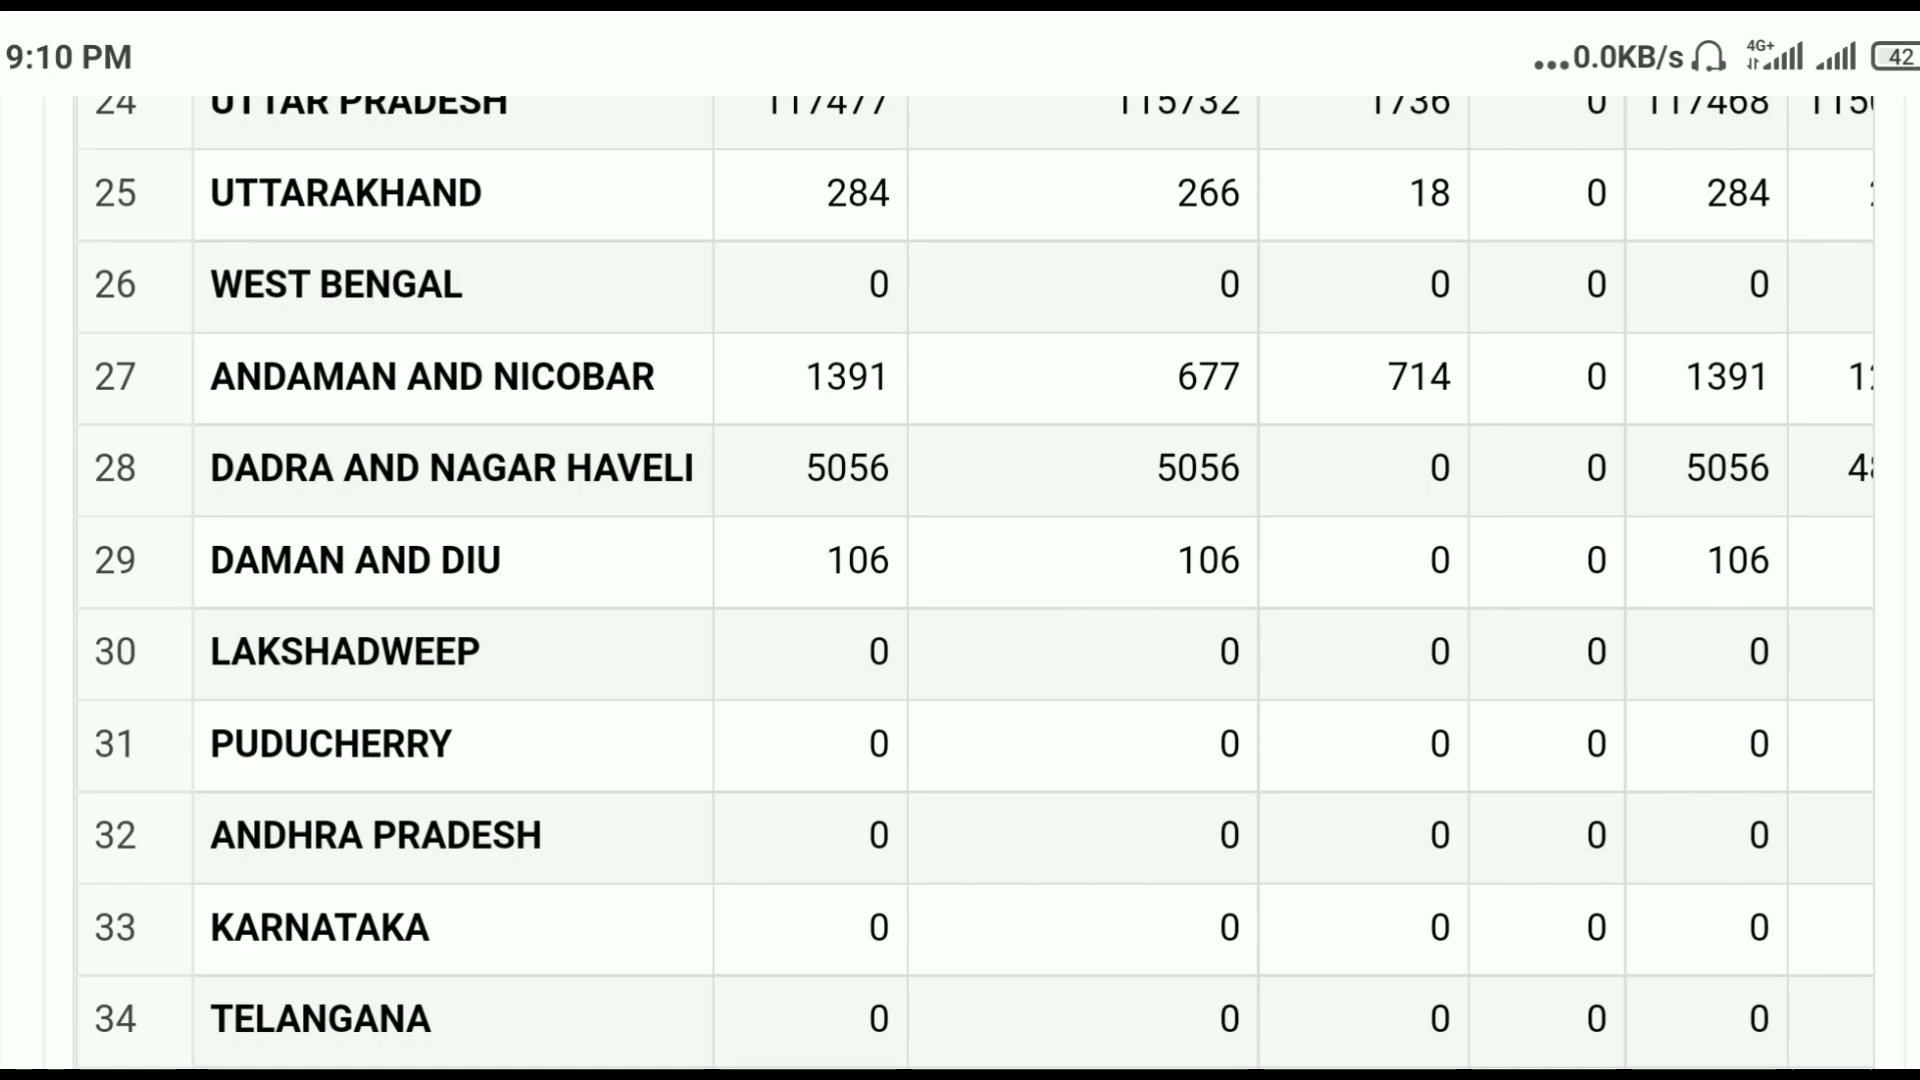 9:10 PM ...0.0KB/s 4G+ 42
24 UTTAR PRADESH 117477 115732 1736 0 117468
25 UTTARAKHAND 284 266 18 0 284
26 WEST BENGAL 0 0 0 0 0
27 ANDAMAN AND NICOBAR 1391 677 714 0 1391
28 DADRA AND NAGAR HAVELI 5056 5056 0 0 5056
29 DAMAN AND DIU 106 106 0 0 106
30 LAKSHADWEEP 0 0 0 0 0
31 PUDUCHERRY 0 0 0 0 0
32 ANDHRA PRADESH 0 0 0 0 0
33 KARNATAKA 0 0 0 0 0
34 TELANGANA 0 0 0 0 0